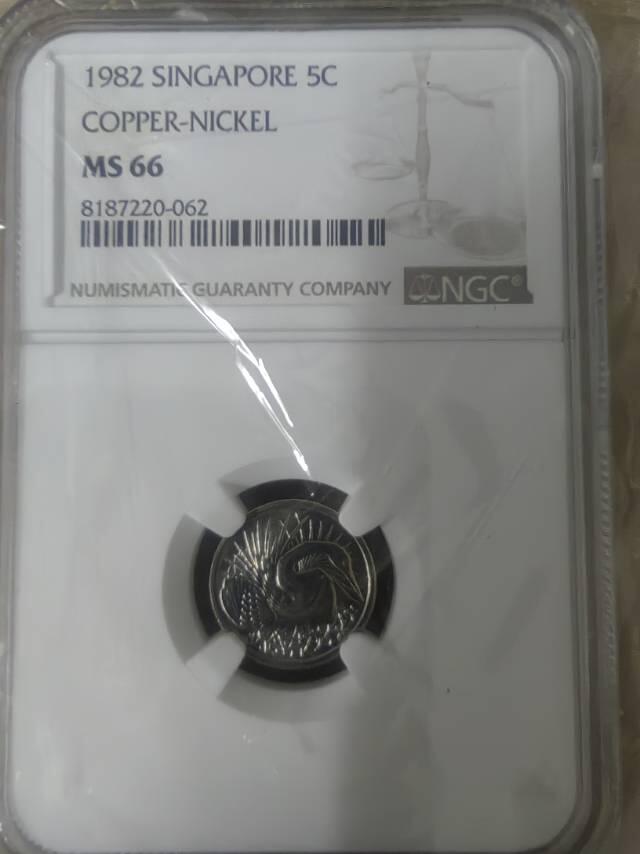 1982 SINGAPORE 5C
COPPER-NICKEL
MS 66
8187220-062
NUMISMATIC GUARANTY COMPANY NGC®